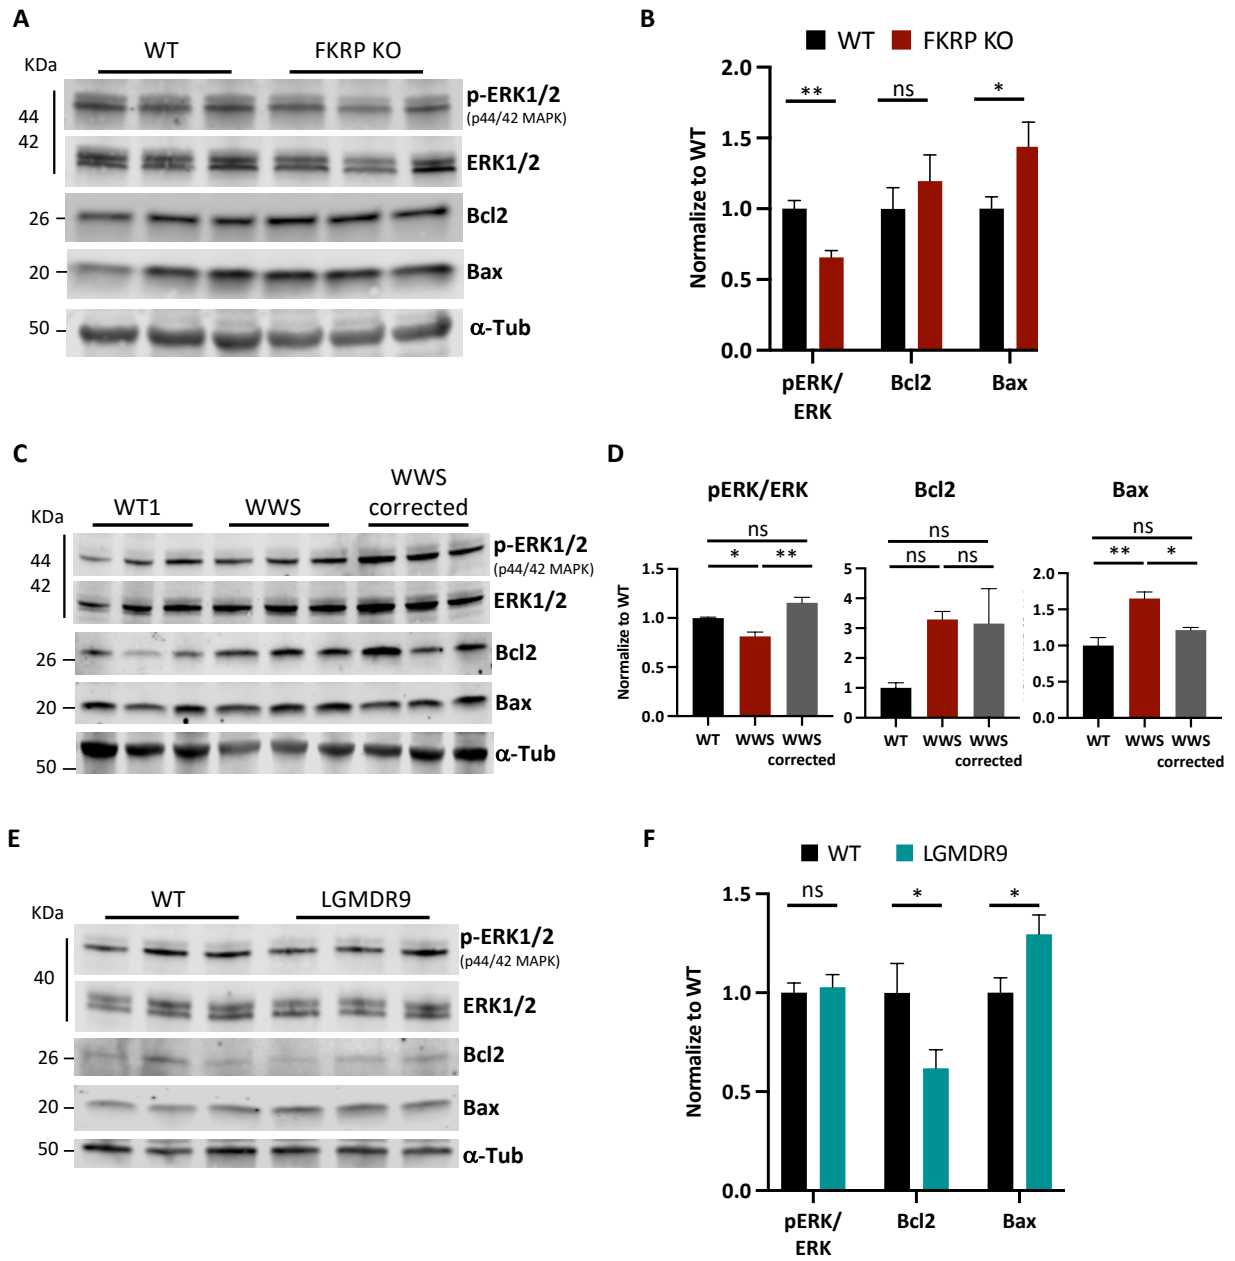 A
WT
FKRP KO
KDa
44
42
p-ERK1/2
(p44/42 MAPK)
ERK1/2
26
Bcl2
20
Bax
50
α-Tub
B
WT
FKRP KO
Normalize to WT
2.0
1.5
1.0
0.5
0.0
**
ns
*
pERK/
ERK
Bcl2
Bax
C
WT1
WWS
WWS
corrected
KDa
44
42
p-ERK1/2
(p44/42 MAPK)
ERK1/2
26
Bcl2
20
Bax
50
α-Tub
D
pERK/ERK
Normalize to WT
1.5
1.0
0.5
0.0
ns
*
**
WT
WWS
WWS
corrected
Bcl2
5
4
3
2
1
0
ns
ns
ns
WT
WWS
WWS
corrected
Bax
2.0
1.5
1.0
0.5
0.0
ns
**
*
WT
WWS
WWS
corrected
E
WT
LGMDR9
KDa
40
p-ERK1/2
(p44/42 MAPK)
ERK1/2
26
Bcl2
20
Bax
50
α-Tub
F
WT
LGMDR9
Normalize to WT
1.5
1.0
0.5
0.0
ns
*
*
pERK/
ERK
Bcl2
Bax